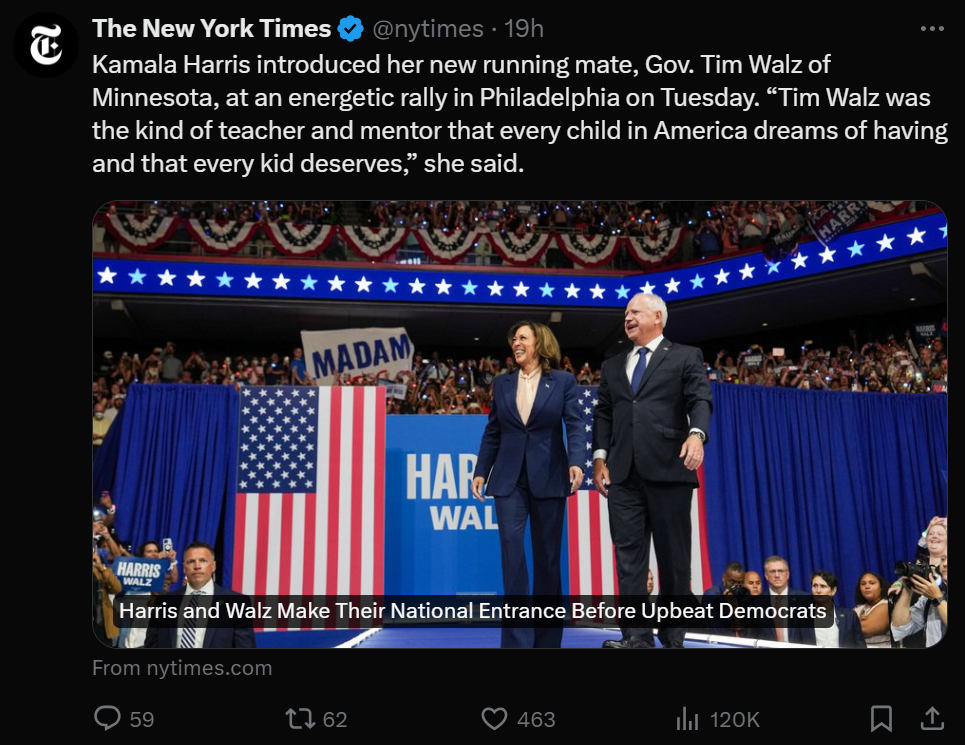 The New York Times @nytimes · 19h
Kamala Harris introduced her new running mate, Gov. Tim Walz of
Minnesota, at an energetic rally in Philadelphia on Tuesday. “Tim Walz was
the kind of teacher and mentor that every child in America dreams of having
and that every kid deserves,” she said.
HARRI
HARRIS
MADAM
HAR
WAL
HARRIS
WALZ
Harris and Walz Make Their National Entrance Before Upbeat Democrats
From nytimes.com
59 62 463 120K